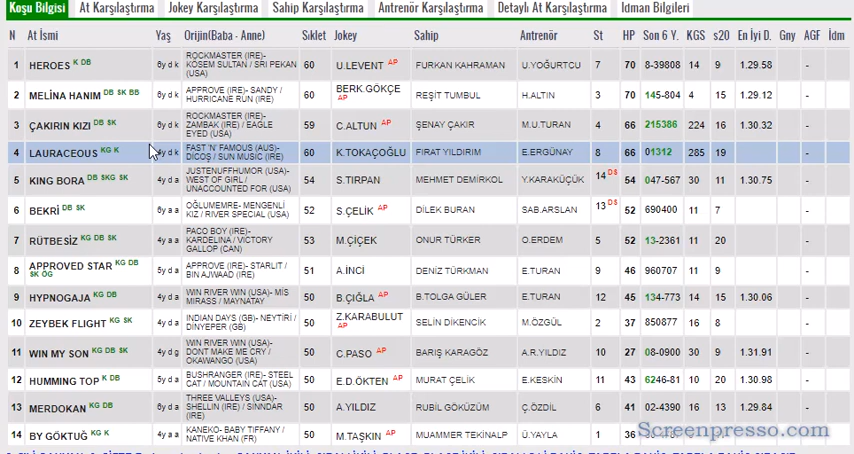 Koşu Bilgisi At Karşılaştırma Jokey Karşılaştırma Sahip Karşılaştırma Antrenör Karşılaştırma Detaylı At Karşılaştırma İdman Bilgileri
N At İsmi Yaş Orijin(Baba - Anne) Sıklet Jokey Sahip Antrenör St HP Son 6 Y. KGS s20 En İyi D. Gny AGF İdm
1 HEROES K DB 6y d k ROCKMASTER (IRE)- KÖSEM SULTAN / SRI PEKAN (USA) 60 U.LEVENT AP FURKAN KAHRAMAN U.YOĞURTCU 7 70 8-39808 14 9 1.29.58 -
2 MELİNA HANIM DB SK BB 6y d k APPROVE (IRE)- SANDY / HURRICANE RUN (IRE) 60 BERK.GÖKÇE AP REŞİT TUMBUL H.ALTIN 3 70 145-804 4 15 1.29.12 -
3 ÇAKIRIN KIZI DB SK 6y d k ROCKMASTER (IRE)- ZAMBAK (IRE) / EAGLE EYED (USA) 59 C.ALTUN AP ŞENAY ÇAKIR M.U.TURAN 4 66 215386 224 16 1.30.32 -
4 LAURACEOUS KG K y d k FAST 'N' FAMOUS (AUS)- DİCOŞ / SUN MUSIC (IRE) 60 K.TOKAÇOĞLU FIRAT YILDIRIM E.ERGÜNAY 8 66 01312 285 19 -
5 KING BORA DB SKG SK 4y d a JUSTENUFFHUMOR (USA)- WEST OF GIRL / UNACCOUNTED FOR (USA) 54 S.TIRPAN MEHMET DEMİRKOL Y.KARAKÜÇÜK 14 DS 54 047-567 30 11 1.30.75 -
6 BEKRİ DB SK 6y a a OĞLUMEMRE- MENGENLİ KIZ / RIVER SPECIAL (USA) 52 S.ÇELİK AP DİLEK BURAN SAB.ARSLAN 13 DS 52 690400 11 7 -
7 RÜTBESİZ KG DB SK 4y a a PACO BOY (IRE)- KARDELINA / VICTORY GALLOP (CAN) 53 M.ÇİÇEK ONUR TÜRKER O.ERDEM 5 52 13-2361 11 20 -
8 APPROVED STAR KG DB SK ÖG 5y d a APPROVE (IRE)- STARLIT / BIN AJWAAD (IRE) 51 A.İNCİ DENİZ TÜRKMAN E.TURAN 9 46 960707 11 9 -
9 HYPNOGAJA KG DB 4y d a WIN RIVER WIN (USA)- MİS MIRASS / MAYNATAY 50 B.ÇIĞLA AP B.TOLGA GÜLER E.TURAN 12 45 134-773 14 15 1.30.06 -
10 ZEYBEK FLIGHT KG SK 4y d a INDIAN DAYS (GB)- NEYTİRİ / DINYEPER (GB) 50 Z.KARABULUT AP SELİN DİKENCİK M.ÖZGÜL 2 37 850877 16 8 -
11 WIN MY SON KG DB SK 4y d g WIN RIVER WIN (USA)- DONT MAKE ME CRY / OKAWANGO (USA) 50 C.PASO AP BARIŞ KARAGÖZ A.R.YILDIZ 10 27 08-0900 30 9 1.31.91 -
12 HUMMING TOP K DB 5y d a BUSHRANGER (IRE)- STEEL CAT / MOUNTAIN CAT (USA) 50 E.D.ÖKTEN AP MURAT ÇELİK E.KESKİN 11 43 6246-81 10 20 1.30.98 -
13 MERDOKAN KG DB 6y d a THREE VALLEYS (USA)- SHELLIN (IRE) / SINNDAR (IRE) 50 A.YILDIZ RUBİL GÖKÜZÜM Ç.ÖZDİL 6 41 02-4390 16 13 1.29.84 -
14 BY GÖKTUĞ KG K 4y a a KANEKO- BABY TIFFANY / NATIVE KHAN (FR) 50 M.TAŞKIN AP MUAMMER TEKİNALP Ü.YAYLA 1 36
Screenpresso.com